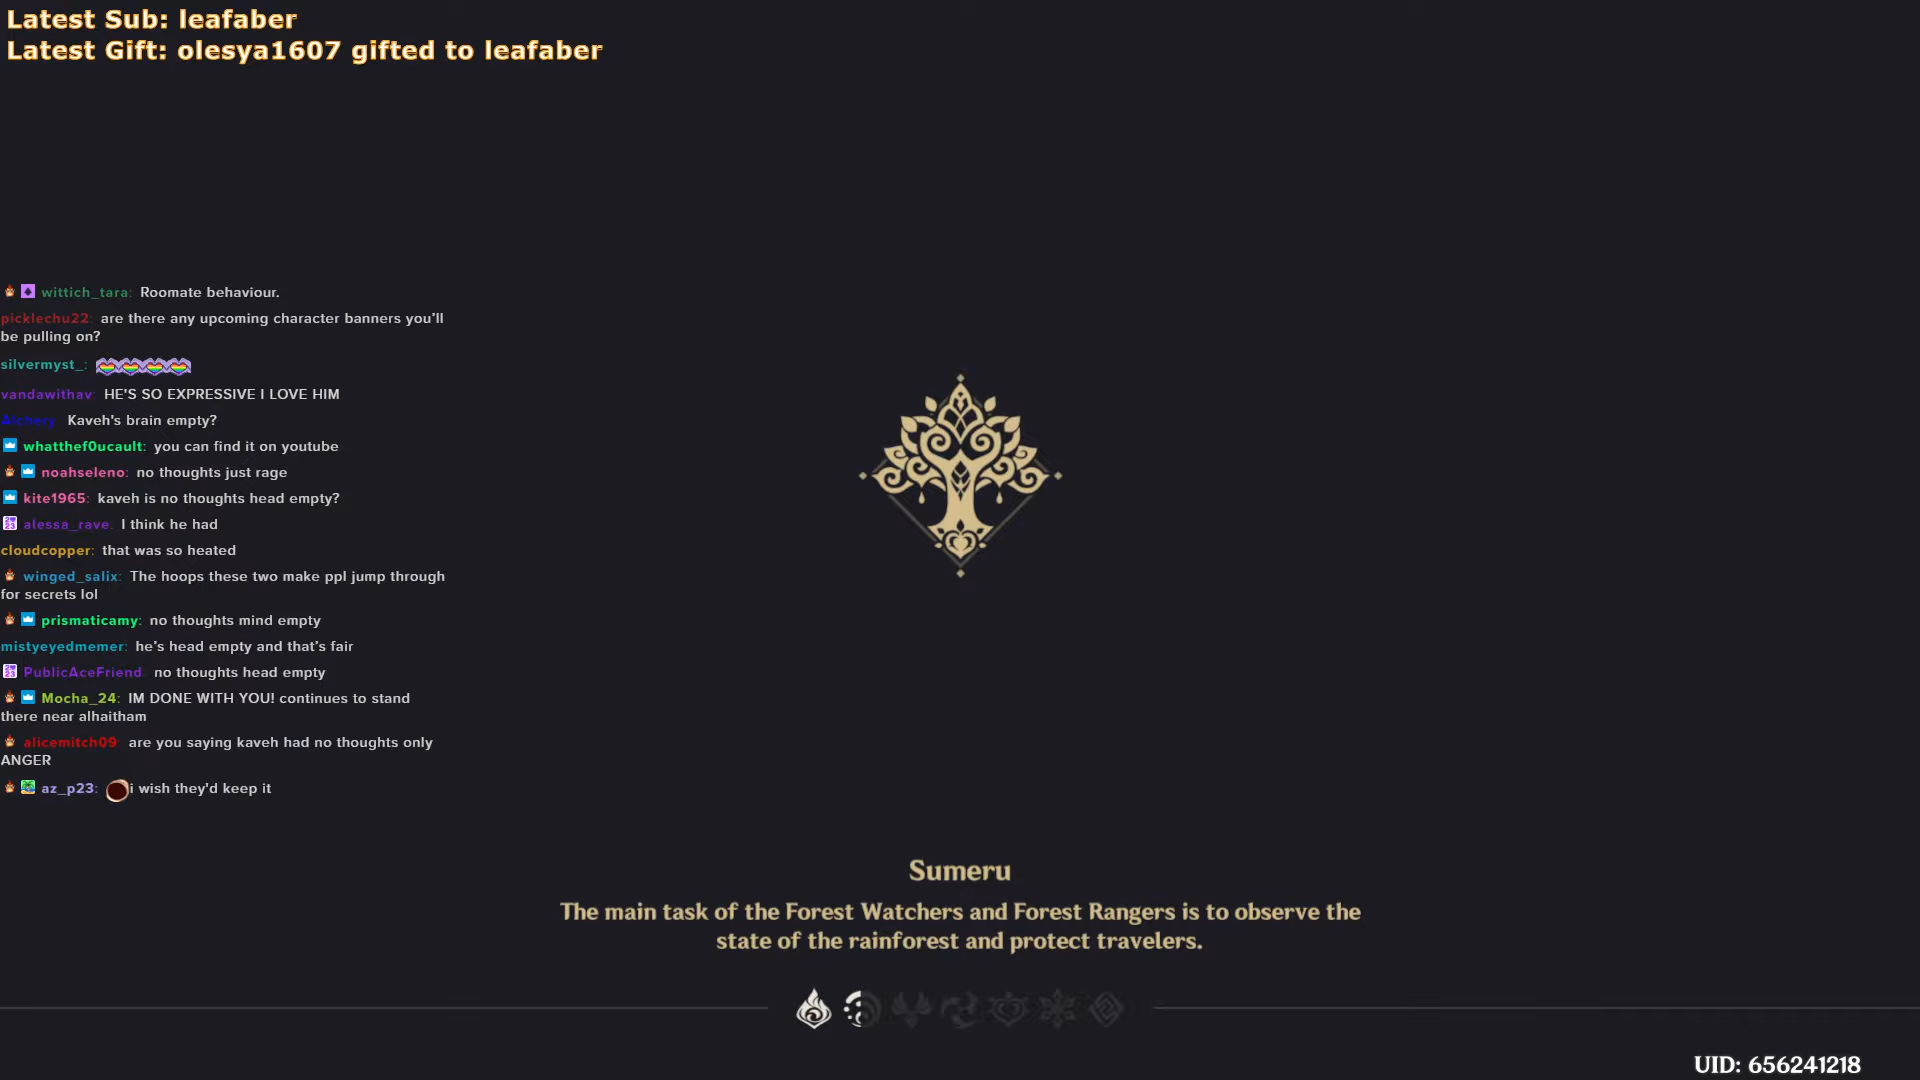 Latest Sub: leafaber
Latest Gift: olesya1607 gifted to leafaber
wittich_tara: Roomate behaviour.
picklechu22: are there any upcoming character banners you'll
be pulling on?
silvermyst_:
vandawithav: HE'S SO EXPRESSIVE I LOVE HIM
Alchery: Kaveh's brain empty?
whatthef0ucault: you can find it on youtube
noahseleno: no thoughts just rage
kite1965: kaveh is no thoughts head empty?
alessa_rave: I think he had
cloudcopper: that was so heated
winged_salix: The hoops these two make ppl jump through
for secrets lol
prismaticamy: no thoughts mind empty
mistyeyedmemer: he's head empty and that's fair
PublicAceFriend: no thoughts head empty
Mocha_24: IM DONE WITH YOU! continues to stand
there near alhaitham
alicemitch09: are you saying kaveh had no thoughts only
ANGER
az_p23: i wish they'd keep it
Sumeru
The main task of the Forest Watchers and Forest Rangers is to observe the
state of the rainforest and protect travelers.
UID: 656241218